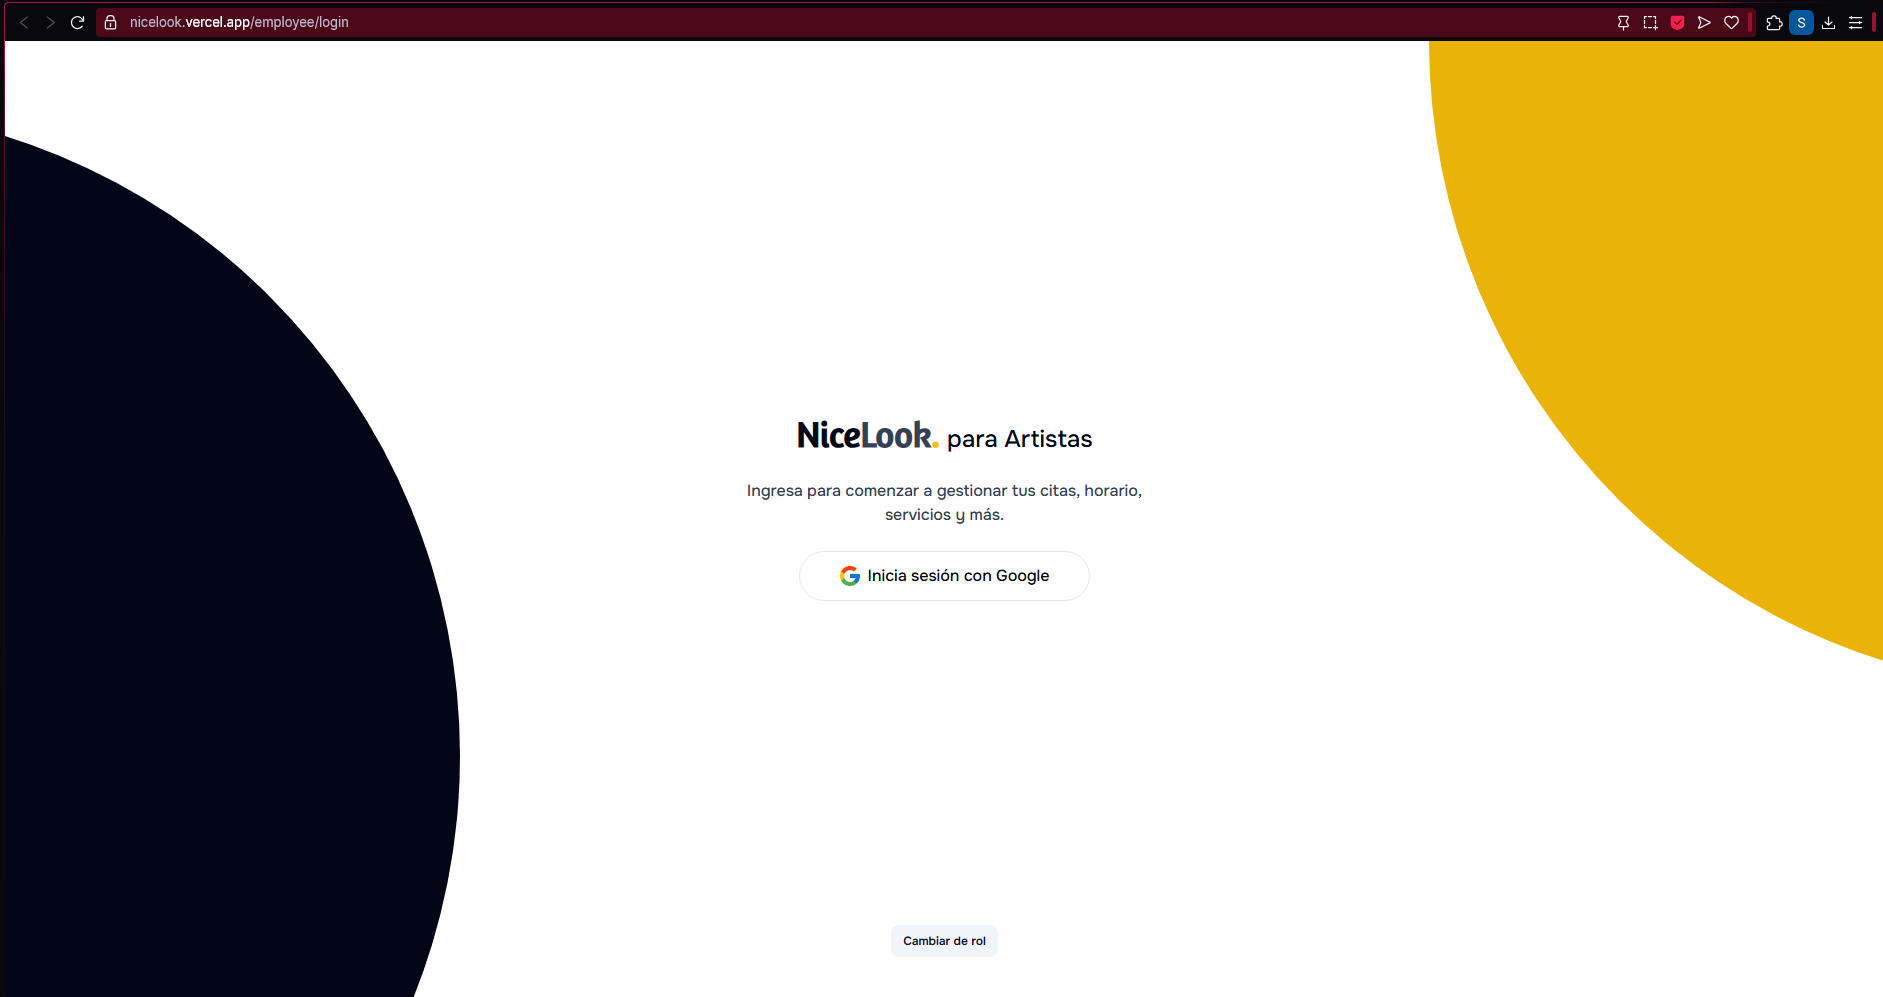 nicelook.vercel.app/employee/login
S
NiceLook. para Artistas
Ingresa para comenzar a gestionar tus citas, horario,
servicios y más.
Inicia sesión con Google
Cambiar de rol